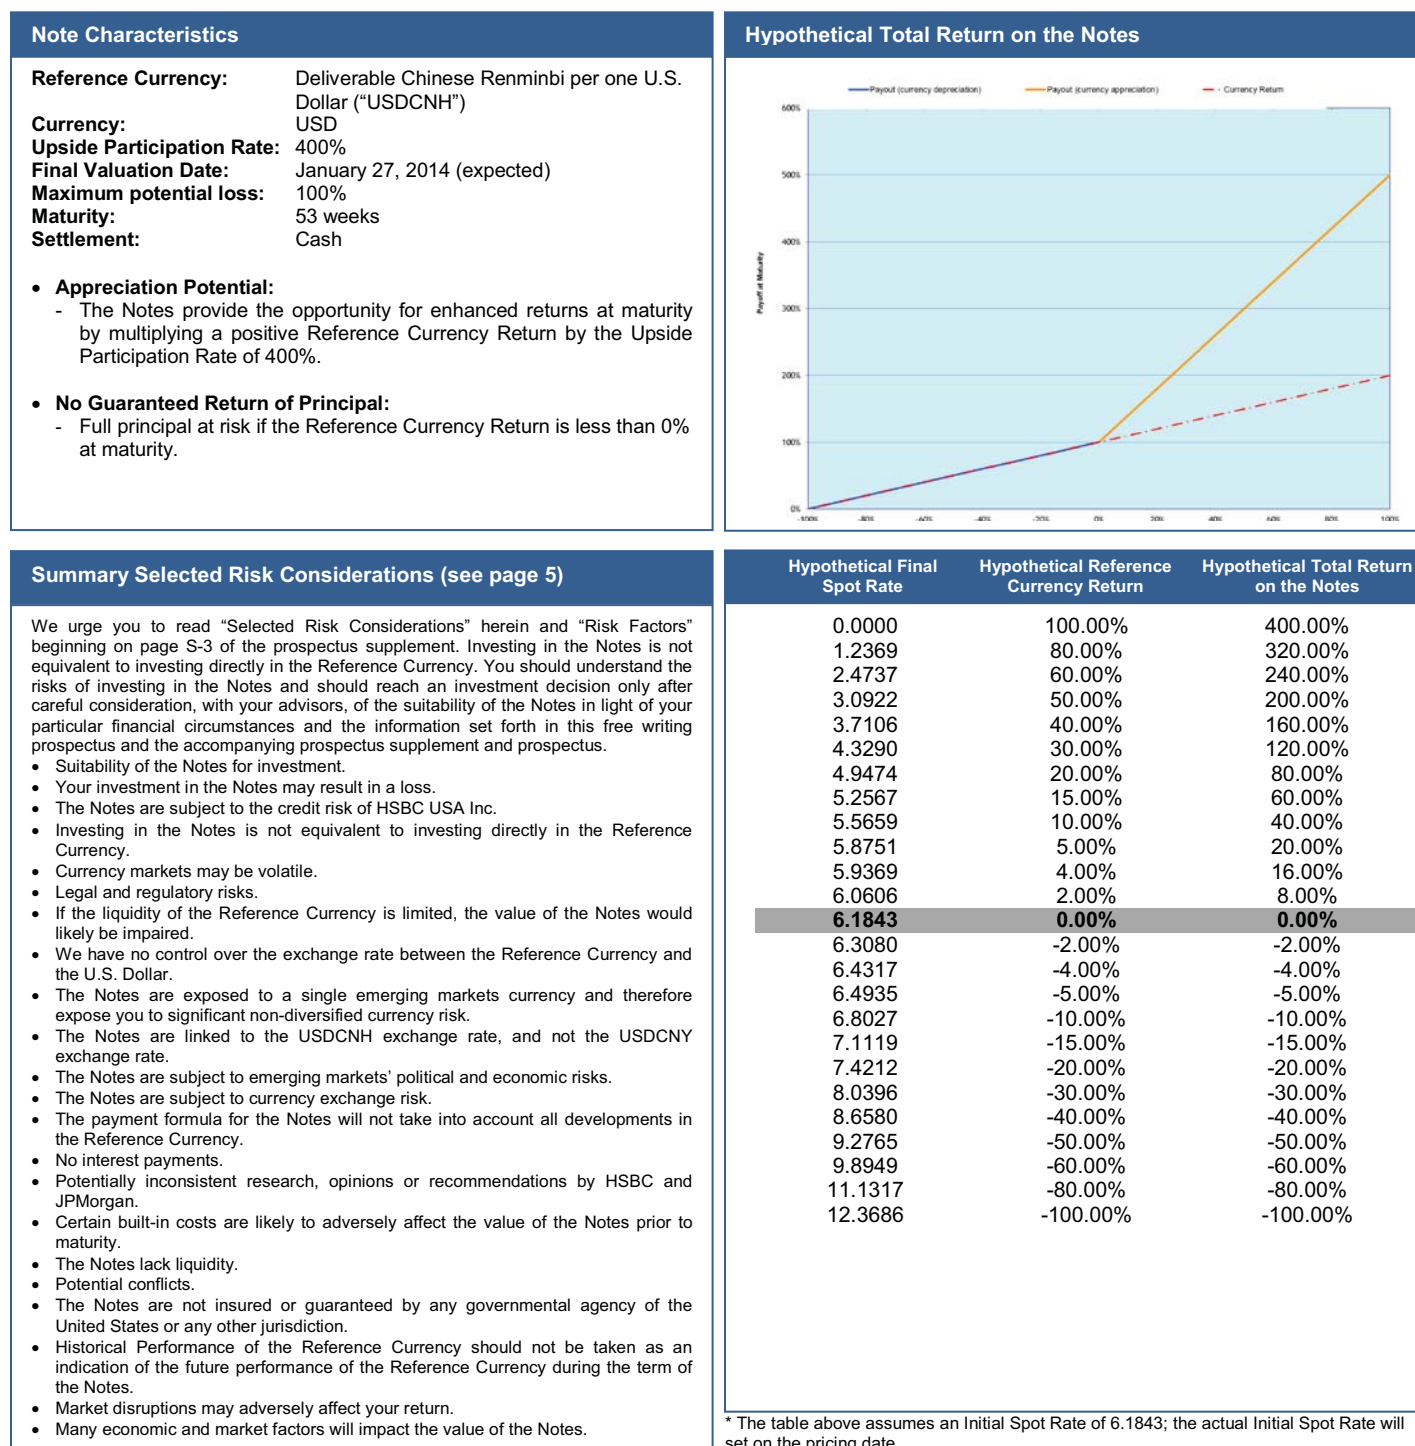 Note Characteristics
Reference Currency: Deliverable Chinese Renminbi per one U.S.
Dollar (“USDCNH”)
Currency: USD
Upside Participation Rate: 400%
Final Valuation Date: January 27, 2014 (expected)
Maximum potential loss: 100%
Maturity: 53 weeks
Settlement: Cash
• Appreciation Potential:
- The Notes provide the opportunity for enhanced returns at maturity
by multiplying a positive Reference Currency Return by the Upside
Participation Rate of 400%.
• No Guaranteed Return of Principal:
- Full principal at risk if the Reference Currency Return is less than 0%
at maturity.
Hypothetical Total Return on the Notes
Payout (currency depreciation) Payout (currency appreciation) Currency Return
600%
500%
400%
300%
200%
100%
0%
Payoff at Maturity
-100% -80% -60% -40% -20% 0% 20% 40% 60% 80% 100%
Summary Selected Risk Considerations (see page 5)
We urge you to read “Selected Risk Considerations” herein and “Risk Factors”
beginning on page S-3 of the prospectus supplement. Investing in the Notes is not
equivalent to investing directly in the Reference Currency. You should understand the
risks of investing in the Notes and should reach an investment decision only after
careful consideration, with your advisors, of the suitability of the Notes in light of your
particular financial circumstances and the information set forth in this free writing
prospectus and the accompanying prospectus supplement and prospectus.
• Suitability of the Notes for investment.
• Your investment in the Notes may result in a loss.
• The Notes are subject to the credit risk of HSBC USA Inc.
• Investing in the Notes is not equivalent to investing directly in the Reference
Currency.
• Currency markets may be volatile.
• Legal and regulatory risks.
• If the liquidity of the Reference Currency is limited, the value of the Notes would
likely be impaired.
• We have no control over the exchange rate between the Reference Currency and
the U.S. Dollar.
• The Notes are exposed to a single emerging markets currency and therefore
expose you to significant non-diversified currency risk.
• The Notes are linked to the USDCNH exchange rate, and not the USDCNY
exchange rate.
• The Notes are subject to emerging markets’ political and economic risks.
• The Notes are subject to currency exchange risk.
• The payment formula for the Notes will not take into account all developments in
the Reference Currency.
• No interest payments.
• Potentially inconsistent research, opinions or recommendations by HSBC and
JPMorgan.
• Certain built-in costs are likely to adversely affect the value of the Notes prior to
maturity.
• The Notes lack liquidity.
• Potential conflicts.
• The Notes are not insured or guaranteed by any governmental agency of the
United States or any other jurisdiction.
• Historical Performance of the Reference Currency should not be taken as an
indication of the future performance of the Reference Currency during the term of
the Notes.
• Market disruptions may adversely affect your return.
• Many economic and market factors will impact the value of the Notes.
Hypothetical Final Hypothetical Reference Hypothetical Total Return
Spot Rate Currency Return on the Notes
0.0000 100.00% 400.00%
1.2369 80.00% 320.00%
2.4737 60.00% 240.00%
3.0922 50.00% 200.00%
3.7106 40.00% 160.00%
4.3290 30.00% 120.00%
4.9474 20.00% 80.00%
5.2567 15.00% 60.00%
5.5659 10.00% 40.00%
5.8751 5.00% 20.00%
5.9369 4.00% 16.00%
6.0606 2.00% 8.00%
6.1843 0.00% 0.00%
6.3080 -2.00% -2.00%
6.4317 -4.00% -4.00%
6.4935 -5.00% -5.00%
6.8027 -10.00% -10.00%
7.1119 -15.00% -15.00%
7.4212 -20.00% -20.00%
8.0396 -30.00% -30.00%
8.6580 -40.00% -40.00%
9.2765 -50.00% -50.00%
9.8949 -60.00% -60.00%
11.1317 -80.00% -80.00%
12.3686 -100.00% -100.00%
* The table above assumes an Initial Spot Rate of 6.1843; the actual Initial Spot Rate will
set on the pricing date